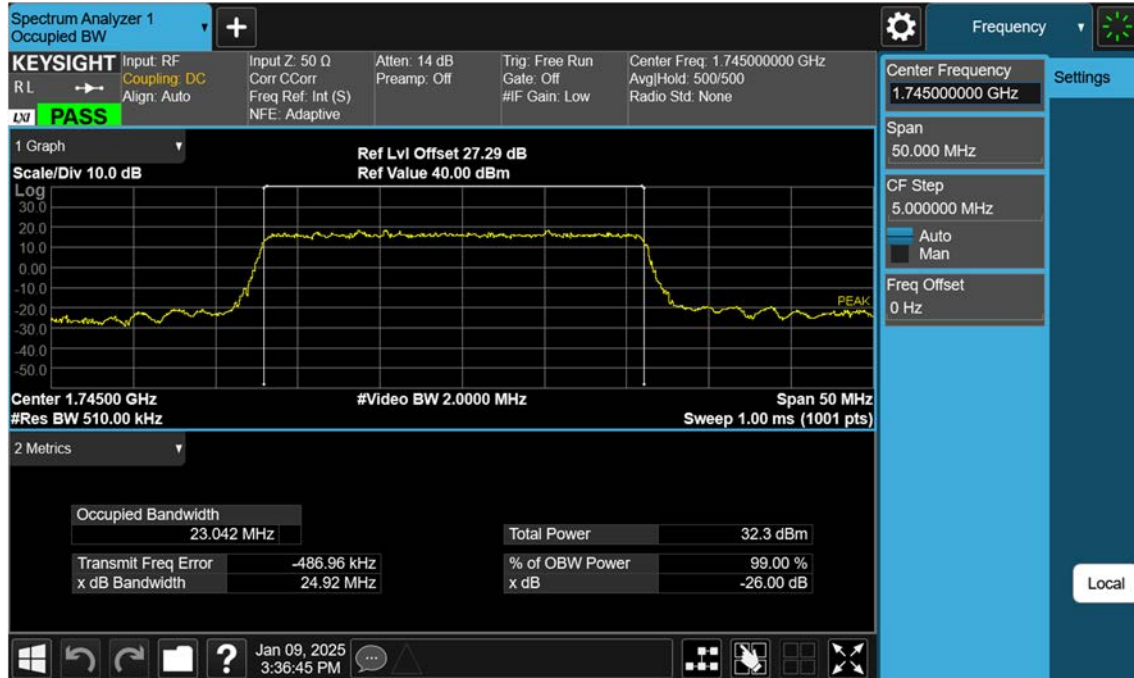 Spectrum Analyzer 1
Occupied BW
+
Frequency
KEYSIGHT
R L
LXI
PASS
Input: RF
Coupling: DC
Align: Auto
Input Z: 50 Ω
Corr CCorr
Freq Ref: Int (S)
NFE: Adaptive
Atten: 14 dB
Preamp: Off
Trig: Free Run
Gate: Off
#IF Gain: Low
Center Freq: 1.745000000 GHz
Avg|Hold: 500/500
Radio Std: None
Center Frequency
1.745000000 GHz
Settings
Span
50.000 MHz
CF Step
5.000000 MHz
Auto
Man
Freq Offset
0 Hz
Local
1 Graph
Scale/Div 10.0 dB
Ref Lvl Offset 27.29 dB
Ref Value 40.00 dBm
Log
30.0
20.0
10.0
0.00
-10.0
-20.0
-30.0
-40.0
-50.0
PEAK
Center 1.74500 GHz
#Video BW 2.0000 MHz
Span 50 MHz
#Res BW 510.00 kHz
Sweep 1.00 ms (1001 pts)
2 Metrics
Occupied Bandwidth
23.042 MHz
Total Power 32.3 dBm
Transmit Freq Error -486.96 kHz
% of OBW Power 99.00 %
x dB Bandwidth 24.92 MHz
x dB -26.00 dB
?
Jan 09, 2025
3:36:45 PM